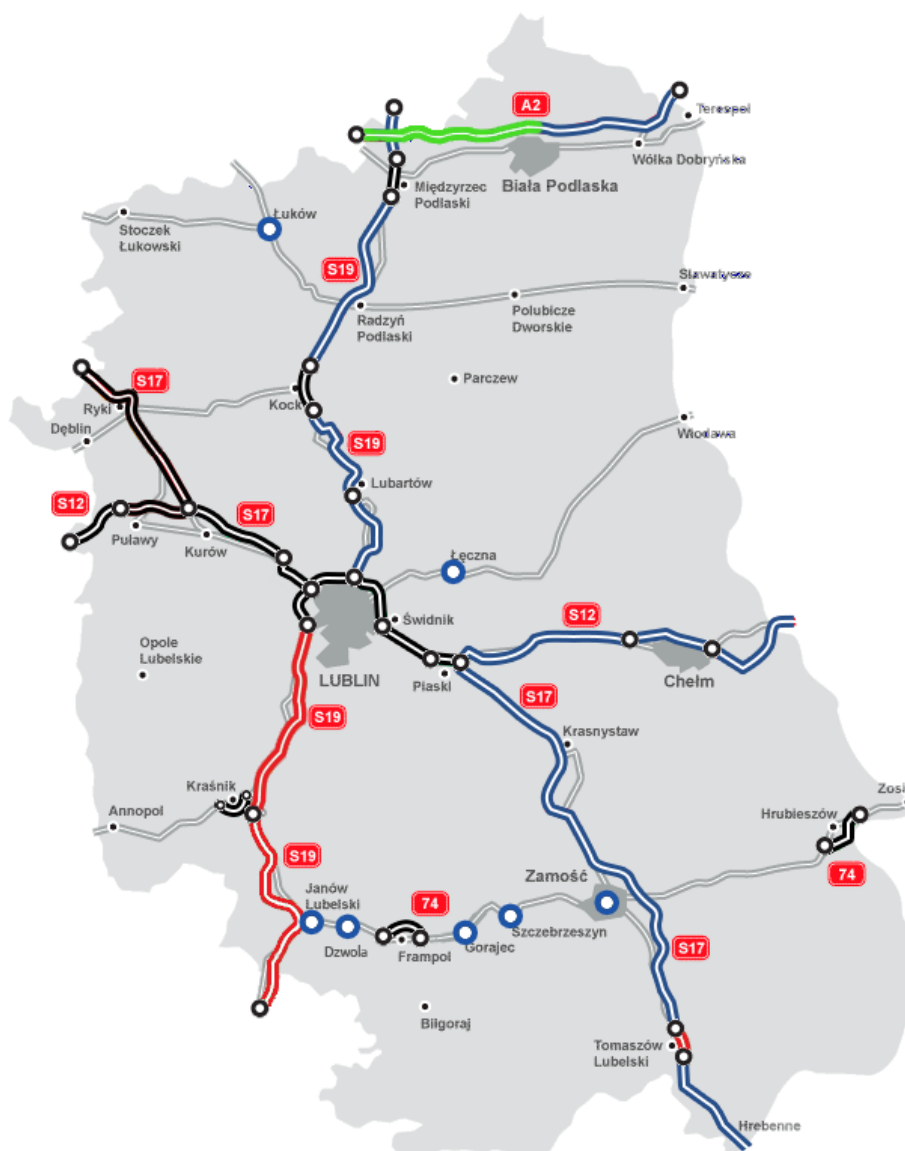 A2
Terespol
Wólka Dobryńska
Międzyrzec
Podlaski
Biała Podlaska
Łuków
Stoczek
Łukowski
S19
Sławatycze
Radzyń
Podlaski
Polubicze
Dworskie
S17
Parczew
Ryki
Kock
Dęblin
Włodawa
S19
Lubartów
S12
S17
Puławy
Kurów
Łęczna
Świdnik
S12
Opole
Lubelskie
LUBLIN
Piaski
Chełm
S17
S19
Krasnystaw
Kraśnik
Annopol
Hrubieszów
S19
Zamość
74
Janów
Lubelski
74
Dzwola
Frampol
Gorajec
Szczebrzeszyn
S17
Biłgoraj
Tomaszów
Lubelski
Hrebenne